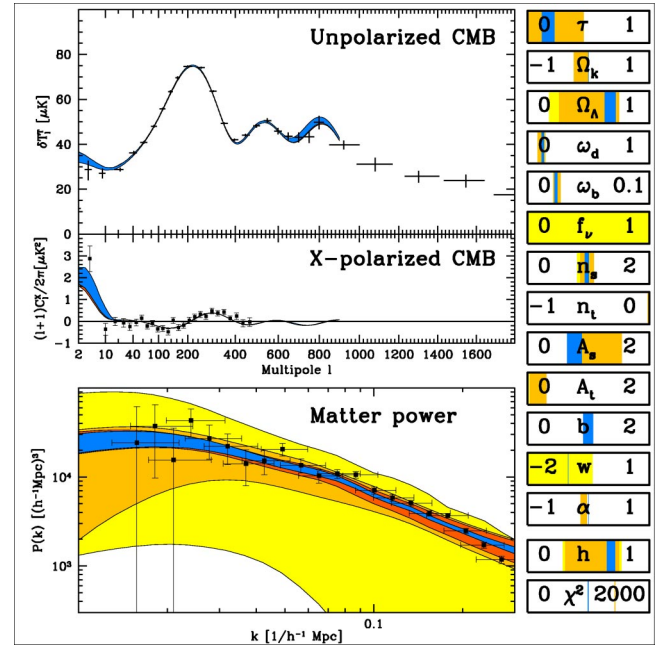 Unpolarized CMB
δT_l [μK]
80
60
40
20
0
X-polarized CMB
(l+1)C_l^x/2π[μK²]
3
2
1
0
-1
2 10 40 100 200 400 600 800 1000 1200 1400 1600
Multipole l
Matter power
P(k) [(h⁻¹Mpc)³]
10⁴
10³
0.1
k [1/h⁻¹ Mpc]
0 τ 1
−1 Ω_k 1
0 Ω_Λ 1
0 ω_d 1
0 ω_b 0.1
0 f_ν 1
0 n_s 2
−1 n_t 0
0 A_s 2
0 A_t 2
0 b 2
−2 w 1
−1 α 1
0 h 1
0 χ² 2000